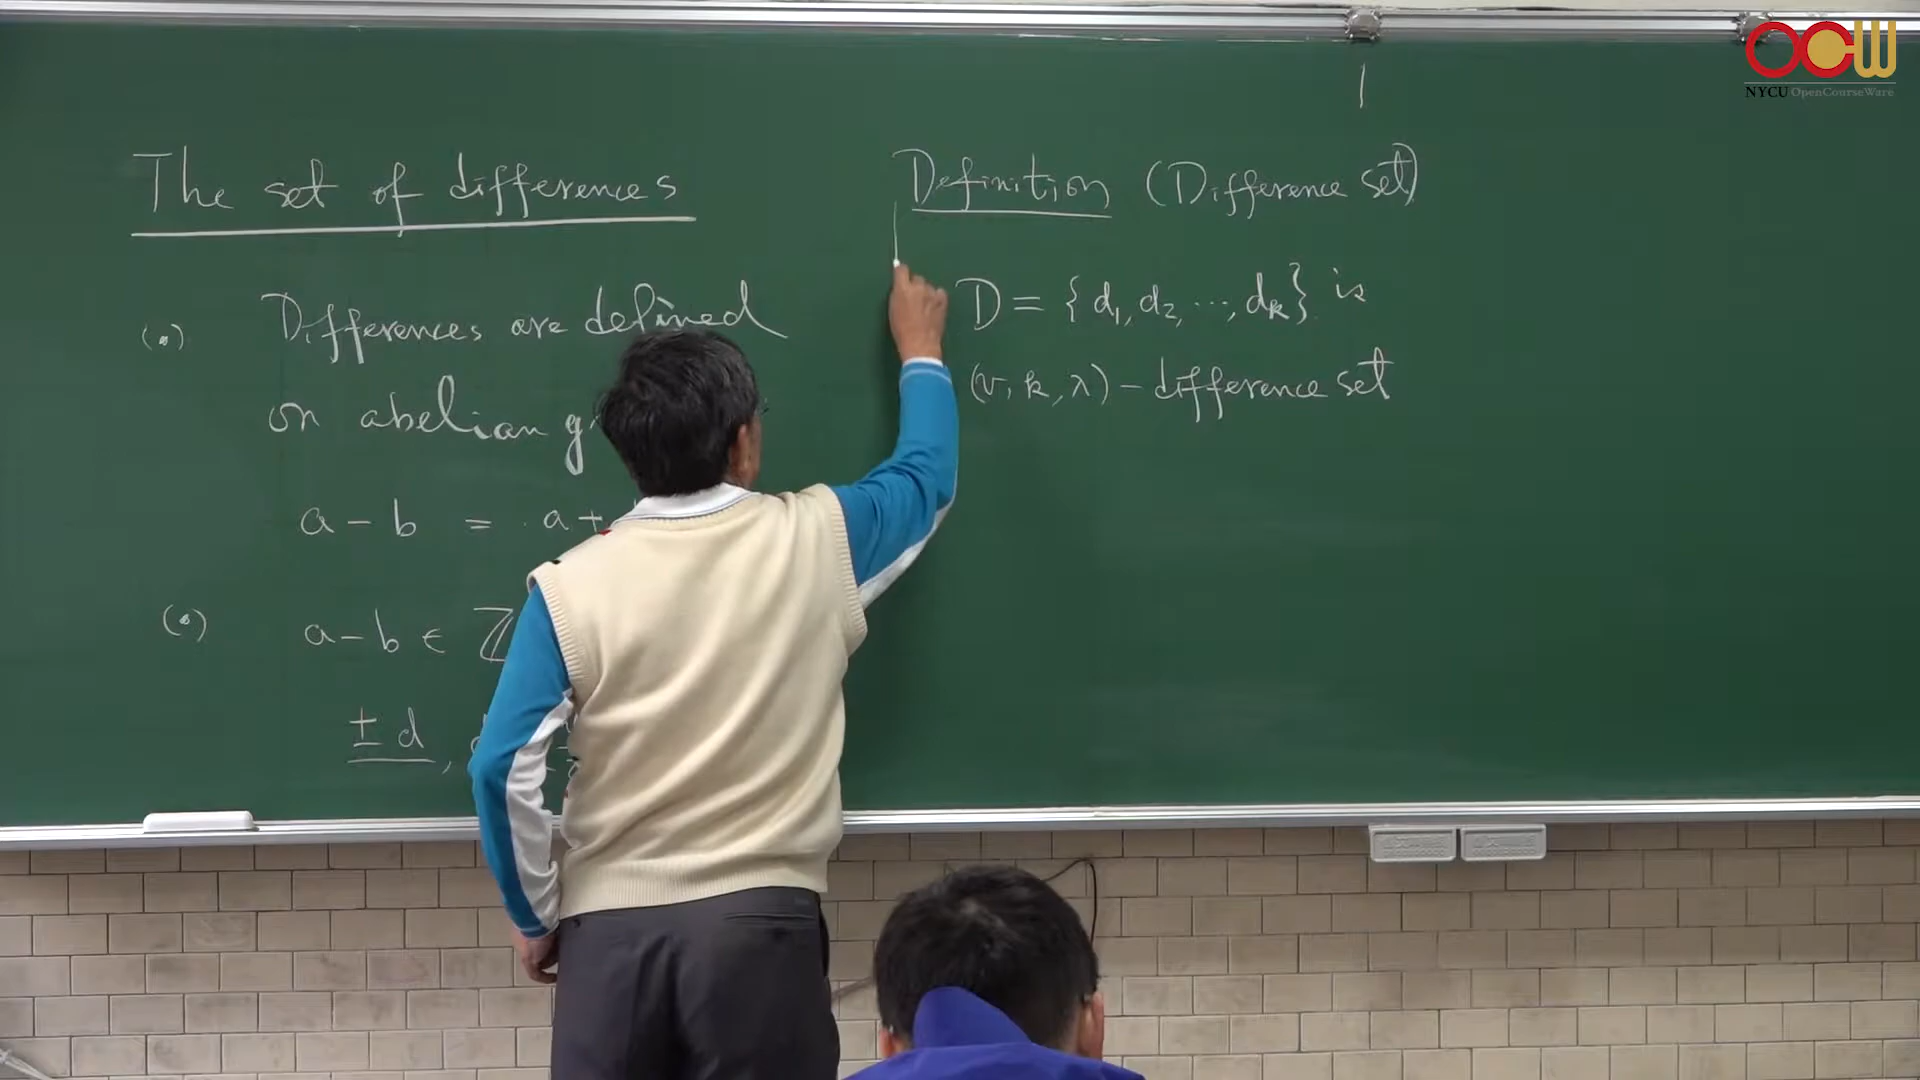 OCW
NYCU OpenCourseWare
1
The set of differences
(•) Differences are defined
on abelian
a - b = a +
(•) a - b ∈ ℤ
± d,
Definition (Difference set)
D = {d₁, d₂, ..., dₖ} is
(v, k, λ) - difference set